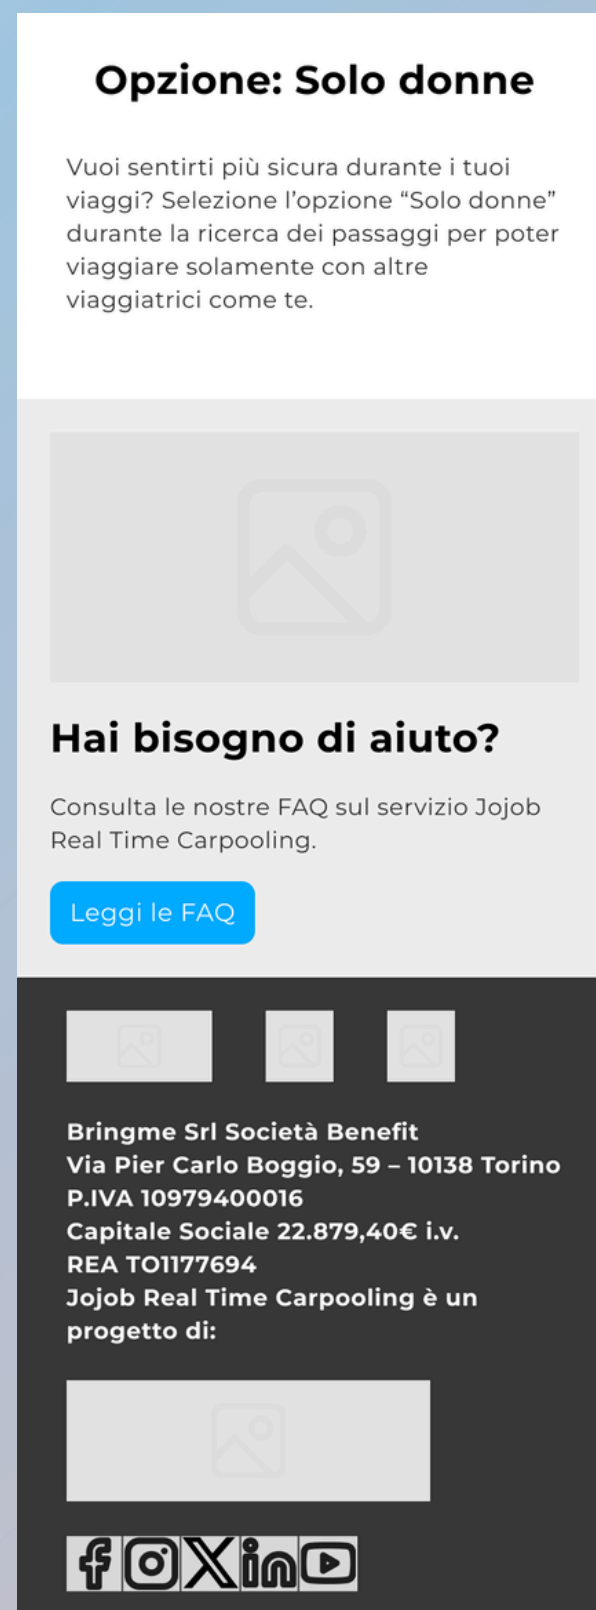 Opzione: Solo donne
Vuoi sentirti più sicura durante i tuoi
viaggi? Selezione l’opzione “Solo donne”
durante la ricerca dei passaggi per poter
viaggiare solamente con altre
viaggiatrici come te.
Hai bisogno di aiuto?
Consulta le nostre FAQ sul servizio Jojob
Real Time Carpooling.
Leggi le FAQ
Bringme Srl Società Benefit
Via Pier Carlo Boggio, 59 – 10138 Torino
P.IVA 10979400016
Capitale Sociale 22.879,40€ i.v.
REA TO1177694
Jojob Real Time Carpooling è un
progetto di: